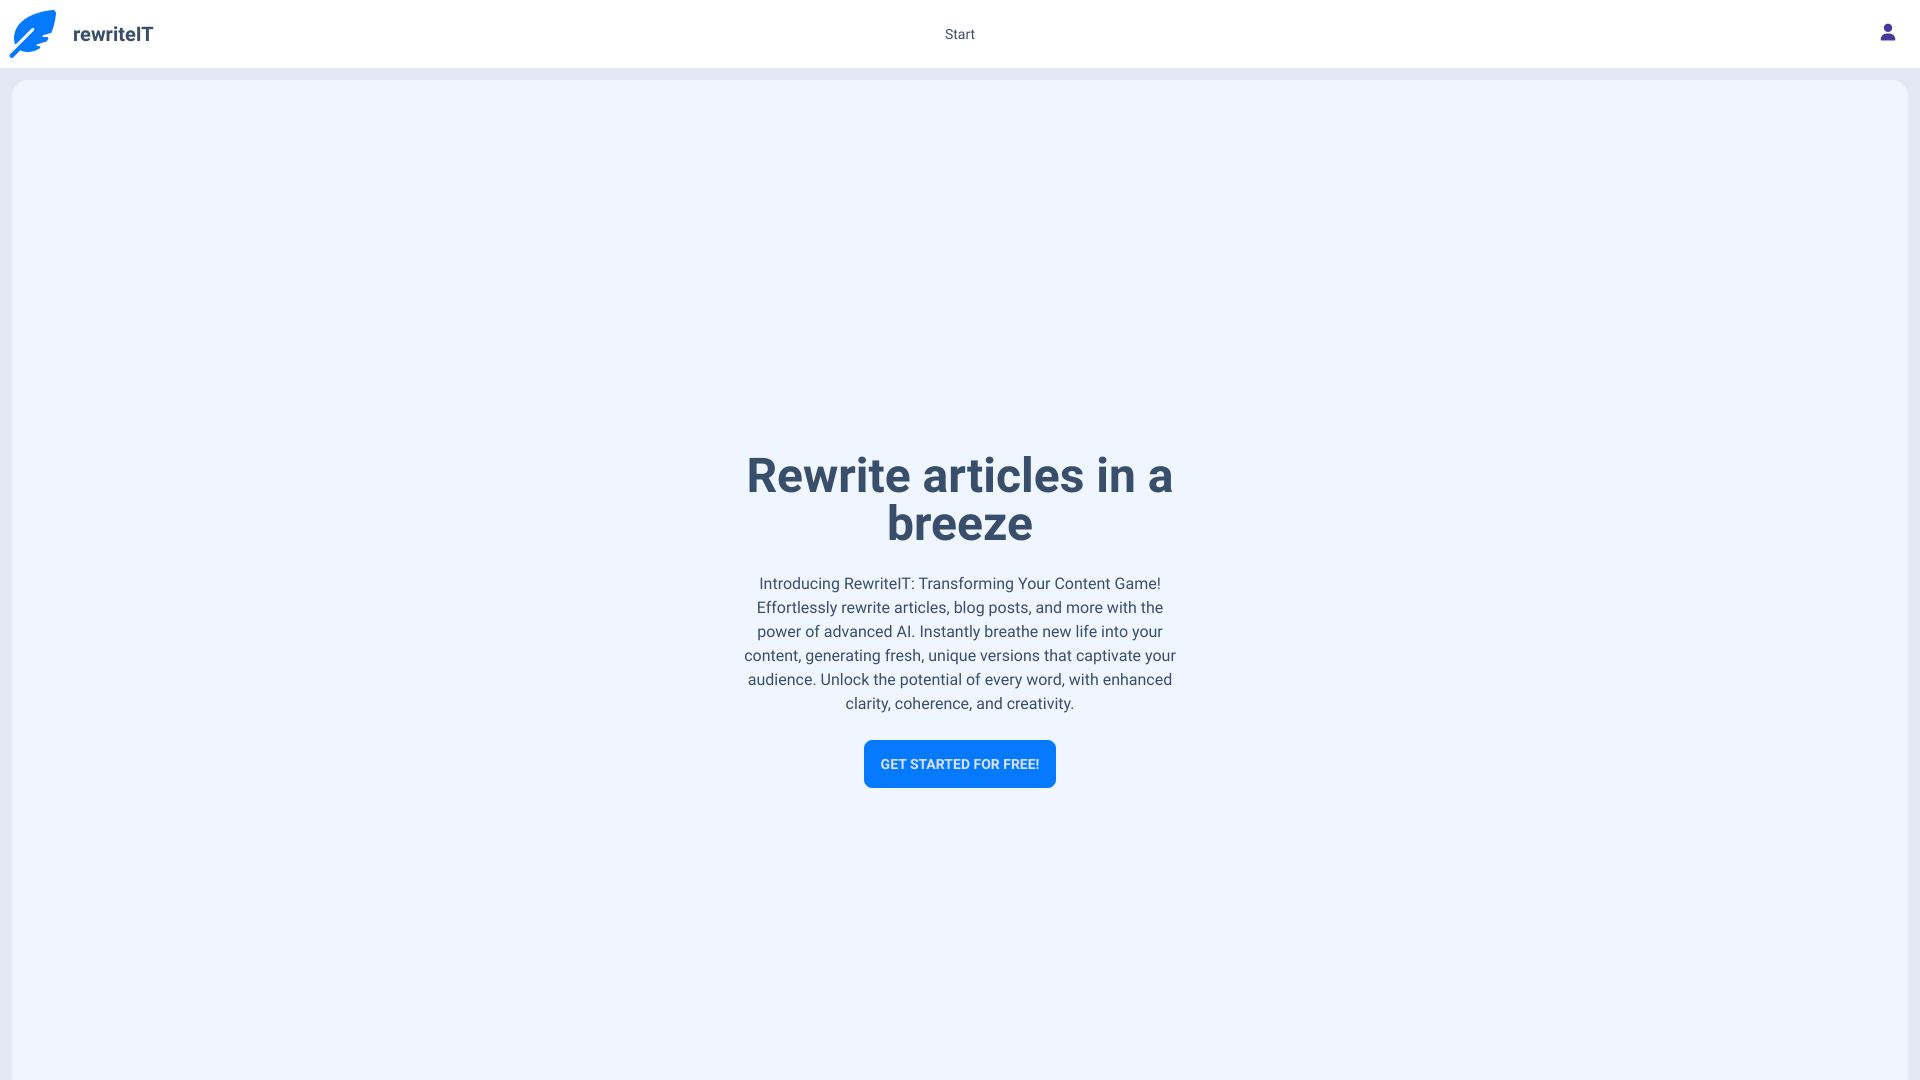 rewriteIT
Start
Rewrite articles in a
breeze
Introducing RewriteIT: Transforming Your Content Game!
Effortlessly rewrite articles, blog posts, and more with the
power of advanced AI. Instantly breathe new life into your
content, generating fresh, unique versions that captivate your
audience. Unlock the potential of every word, with enhanced
clarity, coherence, and creativity.
GET STARTED FOR FREE!